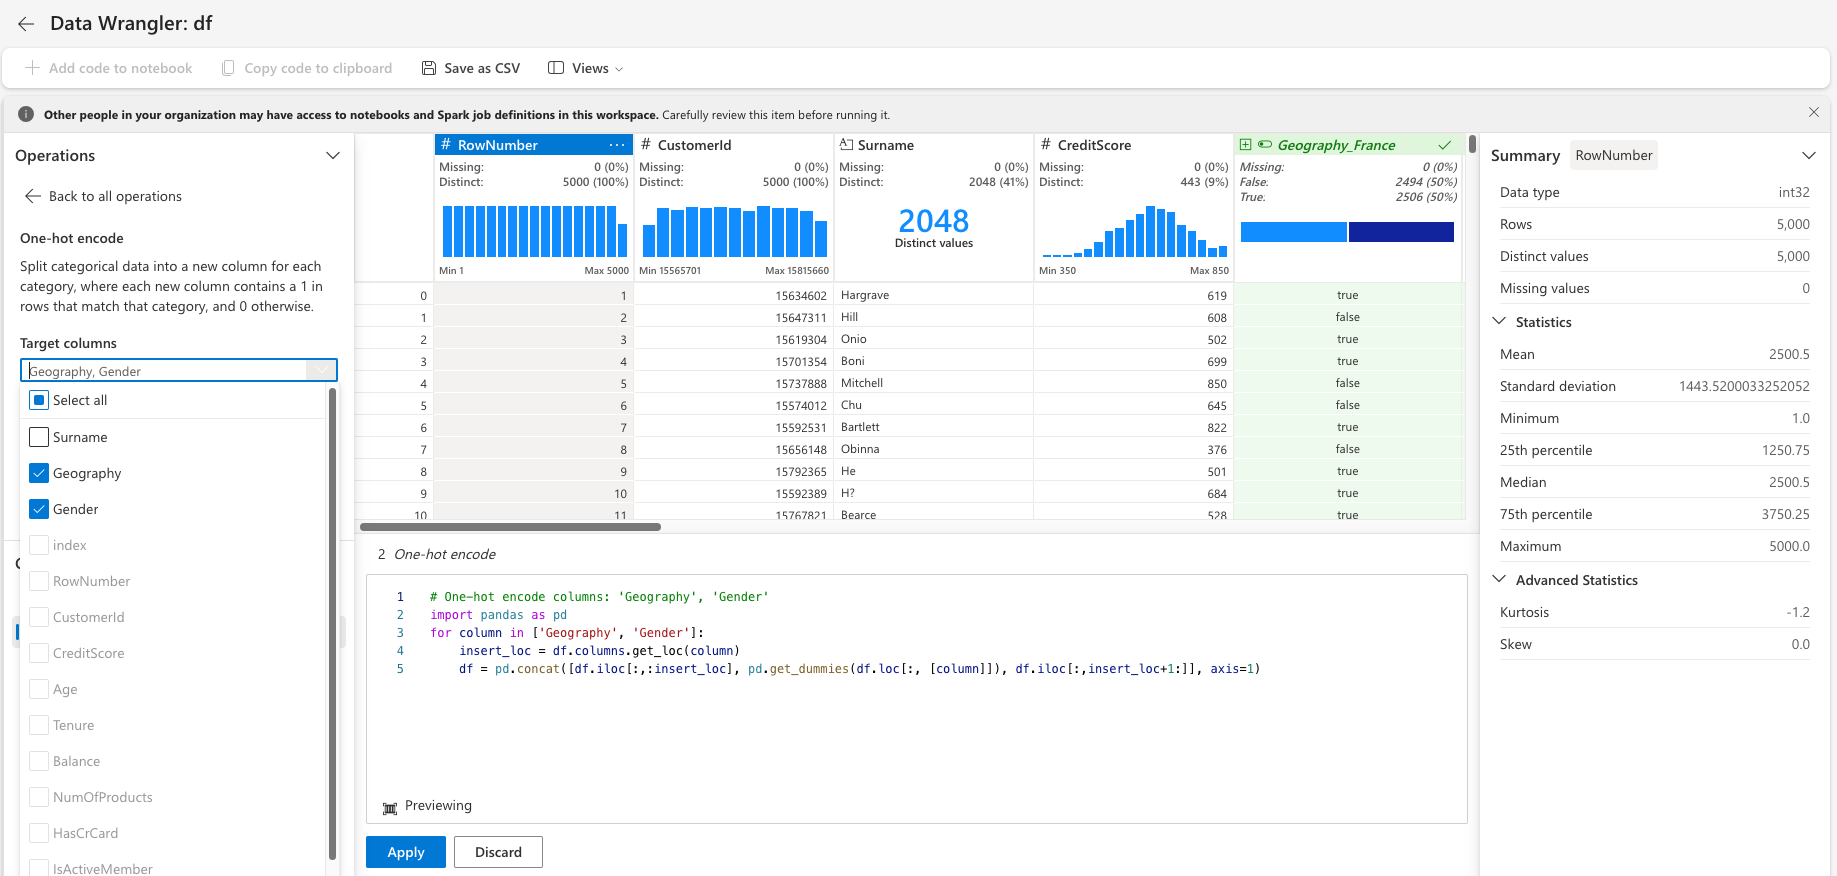 Data Wrangler: df
Add code to notebook
Copy code to clipboard
Save as CSV
Views
Other people in your organization may have access to notebooks and Spark job definitions in this workspace. Carefully review this item before running it.
Operations
Back to all operations
One-hot encode
Split categorical data into a new column for each
category, where each new column contains a 1 in
rows that match that category, and 0 otherwise.
Target columns
Geography, Gender
Select all
Surname
Geography
Gender
index
RowNumber
CustomerId
CreditScore
Age
Tenure
Balance
NumOfProducts
HasCrCard
IsActiveMember
# RowNumber ... # CustomerId Surname # CreditScore Geography_France
Missing: 0 (0%) Missing: 0 (0%) Missing: 0 (0%) Missing: 0 (0%) Missing: 0 (0%)
Distinct: 5000 (100%) Distinct: 5000 (100%) Distinct: 2048 (41%) Distinct: 443 (9%) False: 2494 (50%)
True: 2506 (50%)
2048
Distinct values
Min 1 Max 5000 Min 15565701 Max 15815660 Min 350 Max 850
0 1 15634602 Hargrave 619 true
1 2 15647311 Hill 608 false
2 3 15619304 Onio 502 true
3 4 15701354 Boni 699 true
4 5 15737888 Mitchell 850 false
5 6 15574012 Chu 645 false
6 7 15592531 Bartlett 822 true
7 8 15656148 Obinna 376 false
8 9 15792365 He 501 true
9 10 15592389 H? 684 true
10 11 15767821 Bearce 528 true
2 One-hot encode
1 # One-hot encode columns: 'Geography', 'Gender'
2 import pandas as pd
3 for column in ['Geography', 'Gender']:
4 insert_loc = df.columns.get_loc(column)
5 df = pd.concat([df.iloc[:,:insert_loc], pd.get_dummies(df.loc[:, [column]]), df.iloc[:,insert_loc+1:]], axis=1)
Previewing
Apply
Discard
Summary RowNumber
Data type int32
Rows 5,000
Distinct values 5,000
Missing values 0
Statistics
Mean 2500.5
Standard deviation 1443.5200033252052
Minimum 1.0
25th percentile 1250.75
Median 2500.5
75th percentile 3750.25
Maximum 5000.0
Advanced Statistics
Kurtosis -1.2
Skew 0.0